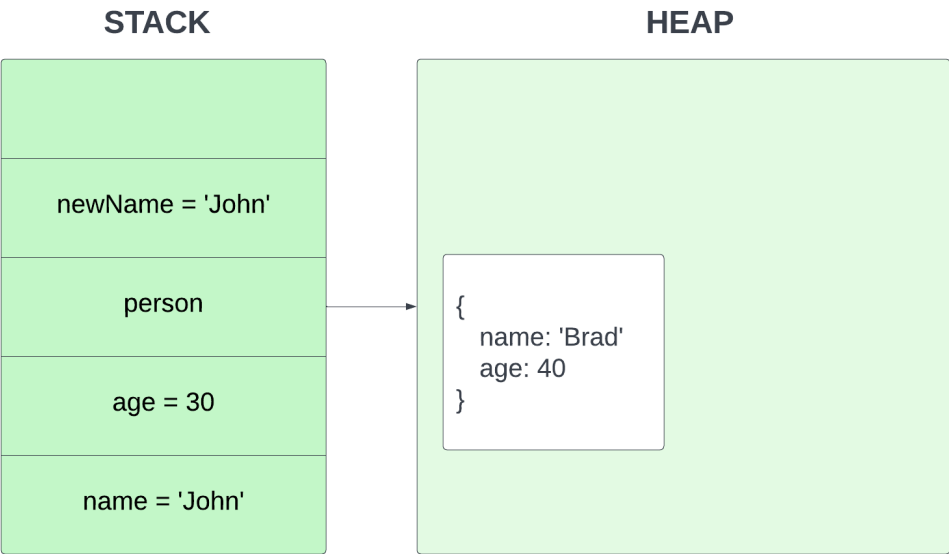 STACK
HEAP
newName = 'John'
person
age = 30
name = 'John'
{
name: 'Brad'
age: 40
}